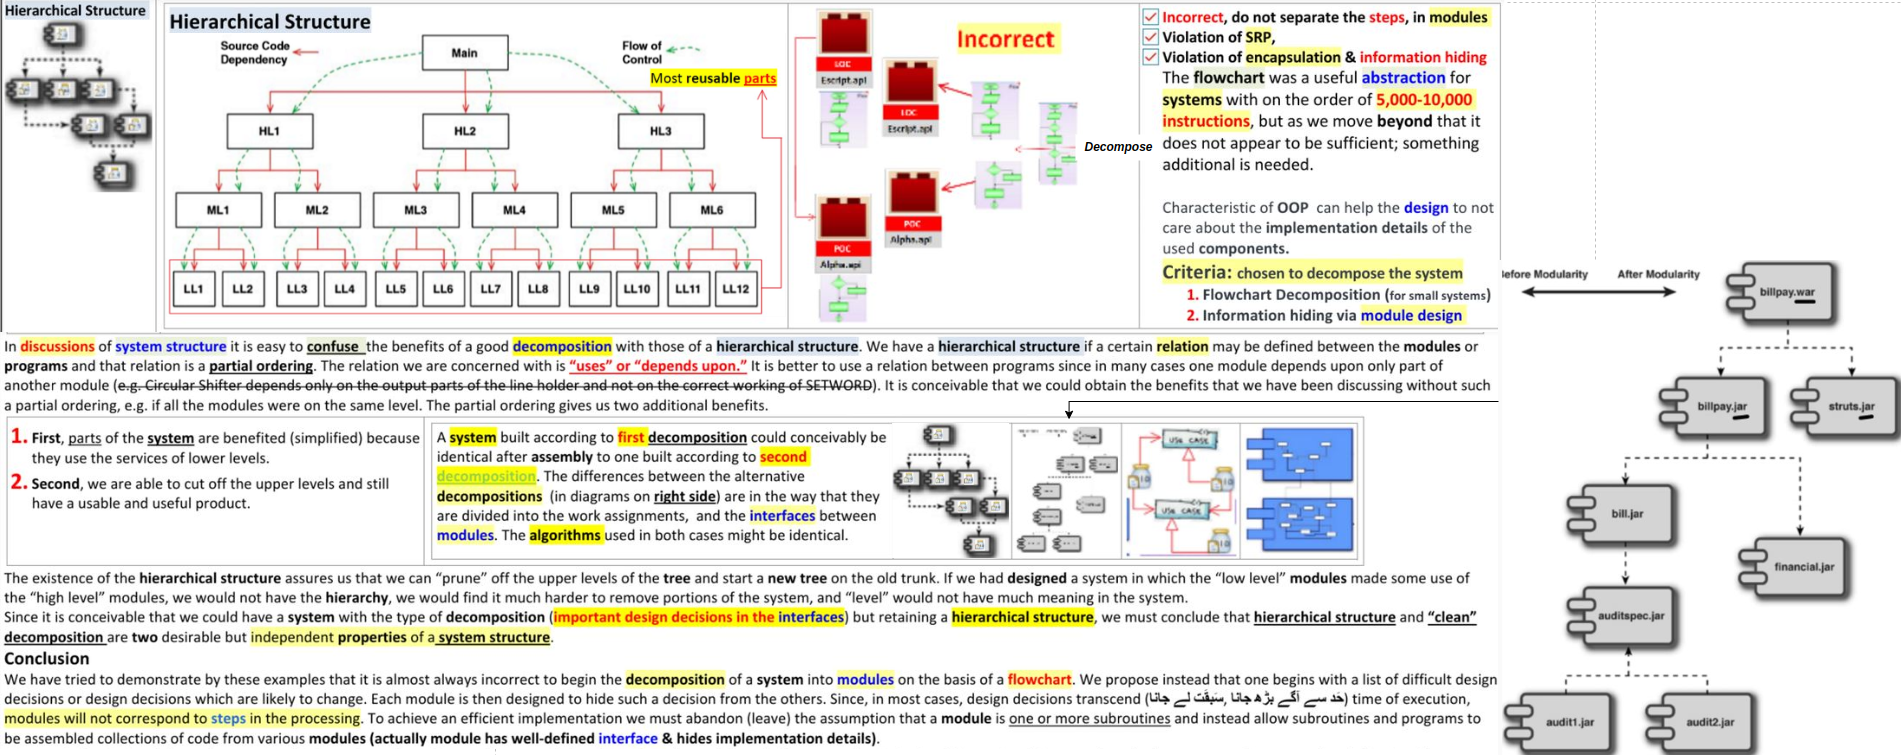 Hierarchical Structure
Hierarchical Structure
Source Code
Dependency
Main
Flow of
Control
Most reusable parts
HL1
HL2
HL3
ML1
ML2
ML3
ML4
ML5
ML6
LL1
LL2
LL3
LL4
LL5
LL6
LL7
LL8
LL9
LL10
LL11
LL12
Incorrect
LOC
Escript.api
LOC
Escript.api
POC
Alpha.api
POC
Alpha.api
Decompose
Incorrect, do not separate the steps, in modules
Violation of SRP,
Violation of encapsulation & information hiding
The flowchart was a useful abstraction for
systems with on the order of 5,000-10,000
instructions, but as we move beyond that it
does not appear to be sufficient; something
additional is needed.
Characteristic of OOP can help the design to not
care about the implementation details of the
used components.
Criteria: chosen to decompose the system
1. Flowchart Decomposition (for small systems)
2. Information hiding via module design
Before Modularity
After Modularity
billpay.war
billpay.jar
struts.jar
bill.jar
financial.jar
auditspec.jar
audit1.jar
audit2.jar
In discussions of system structure it is easy to confuse the benefits of a good decomposition with those of a hierarchical structure. We have a hierarchical structure if a certain relation may be defined between the modules or
programs and that relation is a partial ordering. The relation we are concerned with is “uses” or “depends upon.” It is better to use a relation between programs since in many cases one module depends upon only part of
another module (e.g. Circular Shifter depends only on the output parts of the line holder and not on the correct working of SETWORD). It is conceivable that we could obtain the benefits that we have been discussing without such
a partial ordering, e.g. if all the modules were on the same level. The partial ordering gives us two additional benefits.
1. First, parts of the system are benefited (simplified) because
they use the services of lower levels.
2. Second, we are able to cut off the upper levels and still
have a usable and useful product.
A system built according to first decomposition could conceivably be
identical after assembly to one built according to second
decomposition. The differences between the alternative
decompositions (in diagrams on right side) are in the way that they
are divided into the work assignments, and the interfaces between
modules. The algorithms used in both cases might be identical.
USE CASE
USE CASE
The existence of the hierarchical structure assures us that we can “prune” off the upper levels of the tree and start a new tree on the old trunk. If we had designed a system in which the “low level” modules made some use of
the “high level” modules, we would not have the hierarchy, we would find it much harder to remove portions of the system, and “level” would not have much meaning in the system.
Since it is conceivable that we could have a system with the type of decomposition (important design decisions in the interfaces) but retaining a hierarchical structure, we must conclude that hierarchical structure and “clean”
decomposition are two desirable but independent properties of a system structure.
Conclusion
We have tried to demonstrate by these examples that it is almost always incorrect to begin the decomposition of a system into modules on the basis of a flowchart. We propose instead that one begins with a list of difficult design
decisions or design decisions which are likely to change. Each module is then designed to hide such a decision from the others. Since, in most cases, design decisions transcend (حَد سے آگے بڑھ جانا, سَبقَت لے جانا) time of execution,
modules will not correspond to steps in the processing. To achieve an efficient implementation we must abandon (leave) the assumption that a module is one or more subroutines and instead allow subroutines and programs to
be assembled collections of code from various modules (actually module has well-defined interface & hides implementation details).